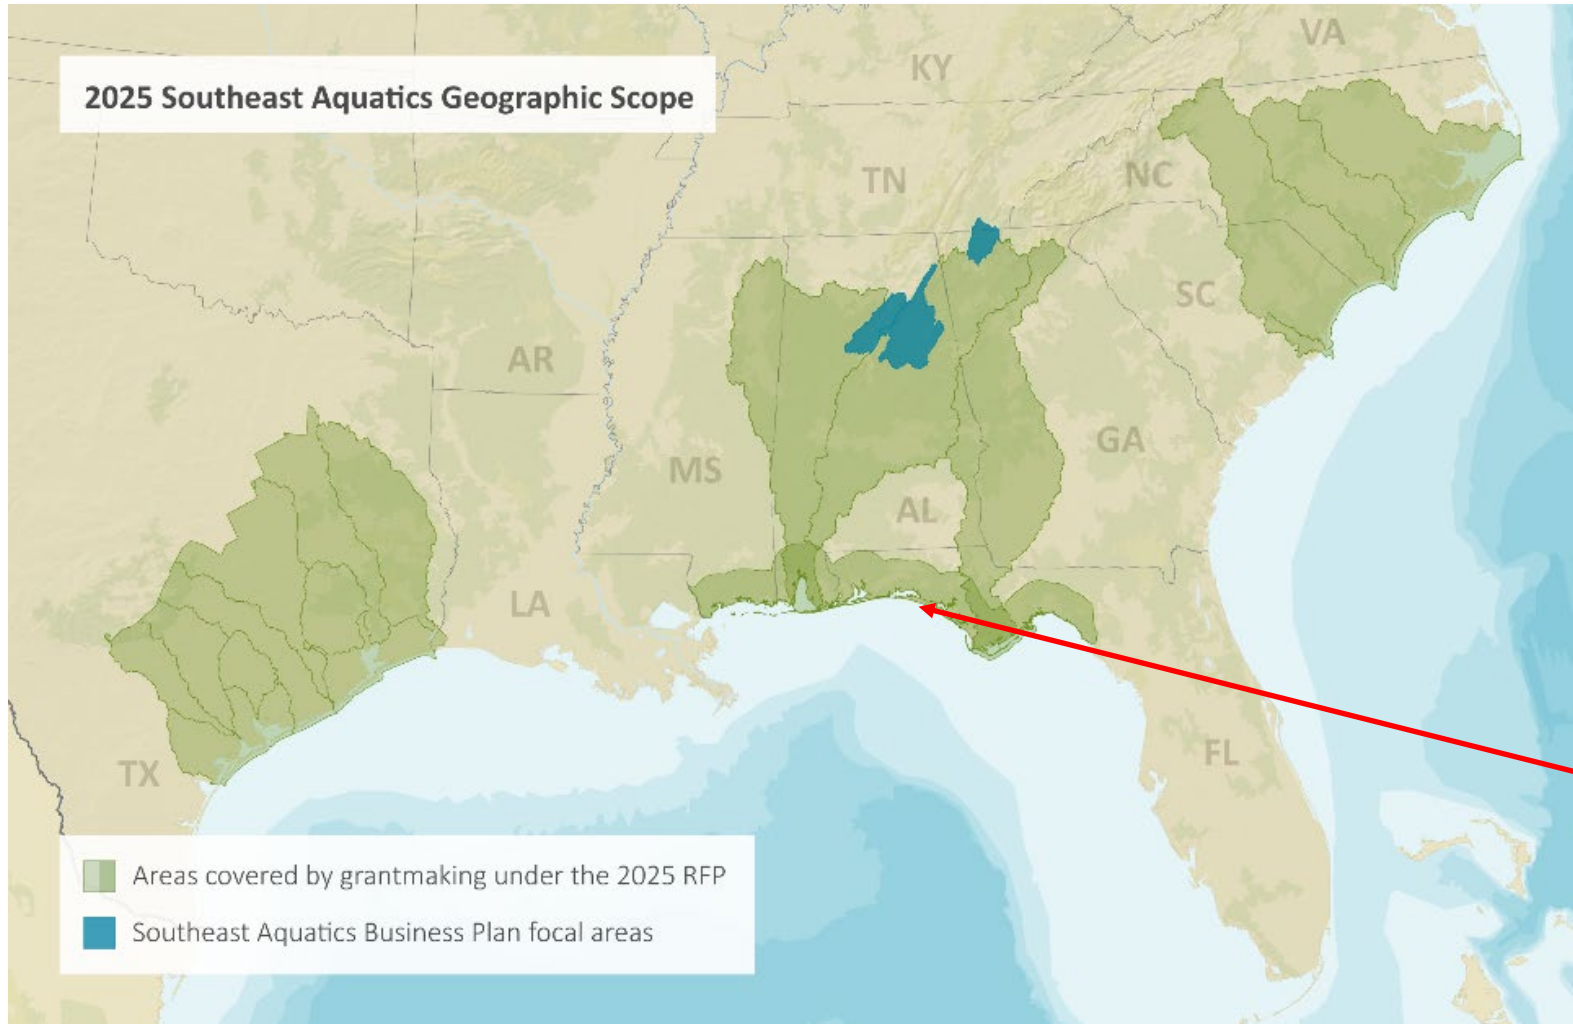 2025 Southeast Aquatics Geographic Scope
VA
KY
TN
NC
SC
AR
GA
MS
AL
LA
FL
TX
Areas covered by grantmaking under the 2025 RFP
Southeast Aquatics Business Plan focal areas